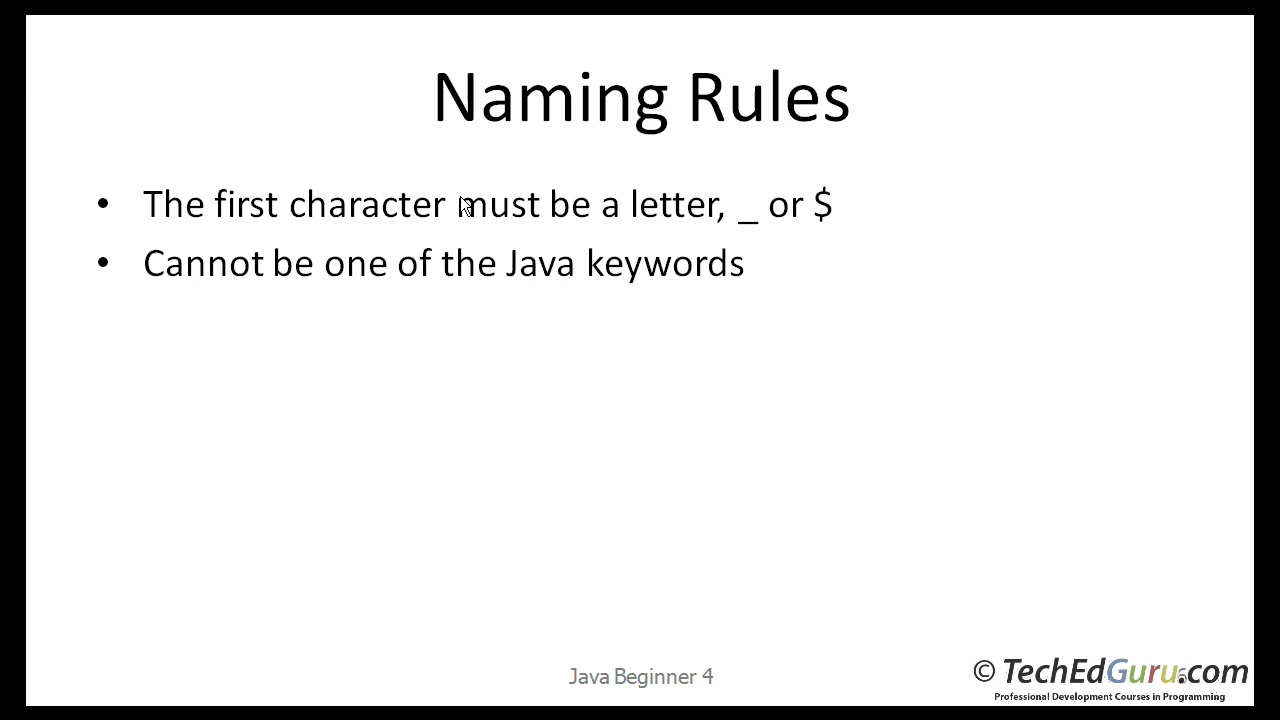 Naming Rules
• The first character must be a letter, _ or $
• Cannot be one of the Java keywords
Java Beginner 4
© TechEdGuru.com
Professional Development Courses in Programming